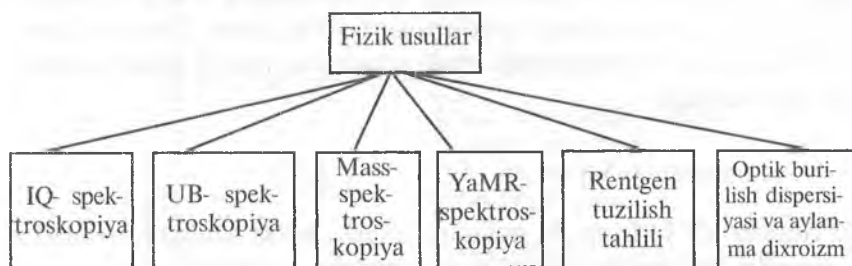 Fizik usullar
IQ- spek-
troskopiya
UB- spek-
troskopiya
Mass-
spek-
tros-
kopiya
YaMR-
spektros-
kopiya
Rentgen
tuzilish
tahlili
Optik buri-
lish dispersi-
yasi va aylan-
ma dixroizm